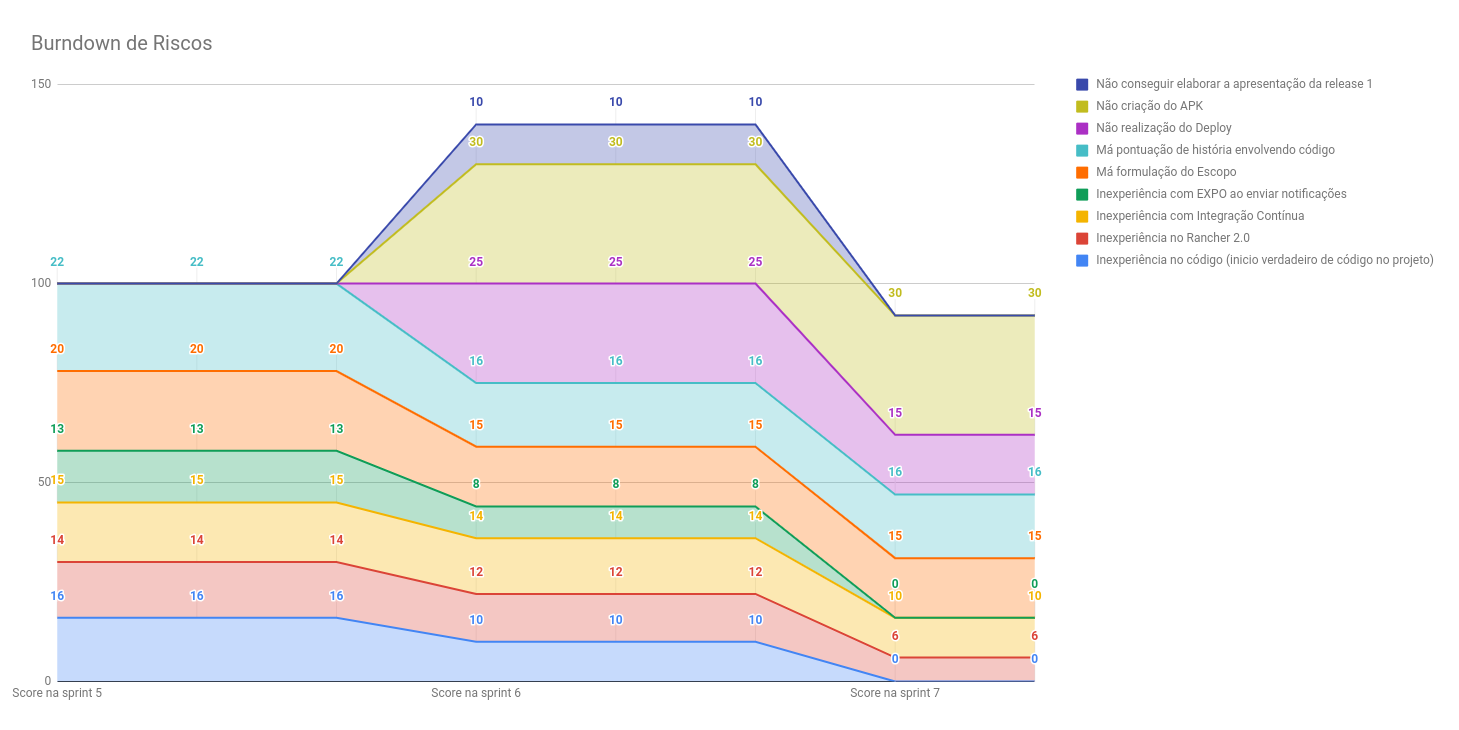 Burndown de Riscos
150
100
50
0
10 10 10
30 30 30
22 22 22 25 25 25
30 30
20 20 20
16 16 16
13 13 13
15 15 15
15 15
15 15 15
8 8 8
16 16
14 14 14
14 14 14
15 15
12 12 12
0 0
16 16 16
10 10
10 10 10
6 6
0 0
Score na sprint 5
Score na sprint 6
Score na sprint 7
Não conseguir elaborar a apresentação da release 1
Não criação do APK
Não realização do Deploy
Má pontuação de história envolvendo código
Má formulação do Escopo
Inexperiência com EXPO ao enviar notificações
Inexperiência com Integração Contínua
Inexperiência no Rancher 2.0
Inexperiência no código (inicio verdadeiro de código no projeto)